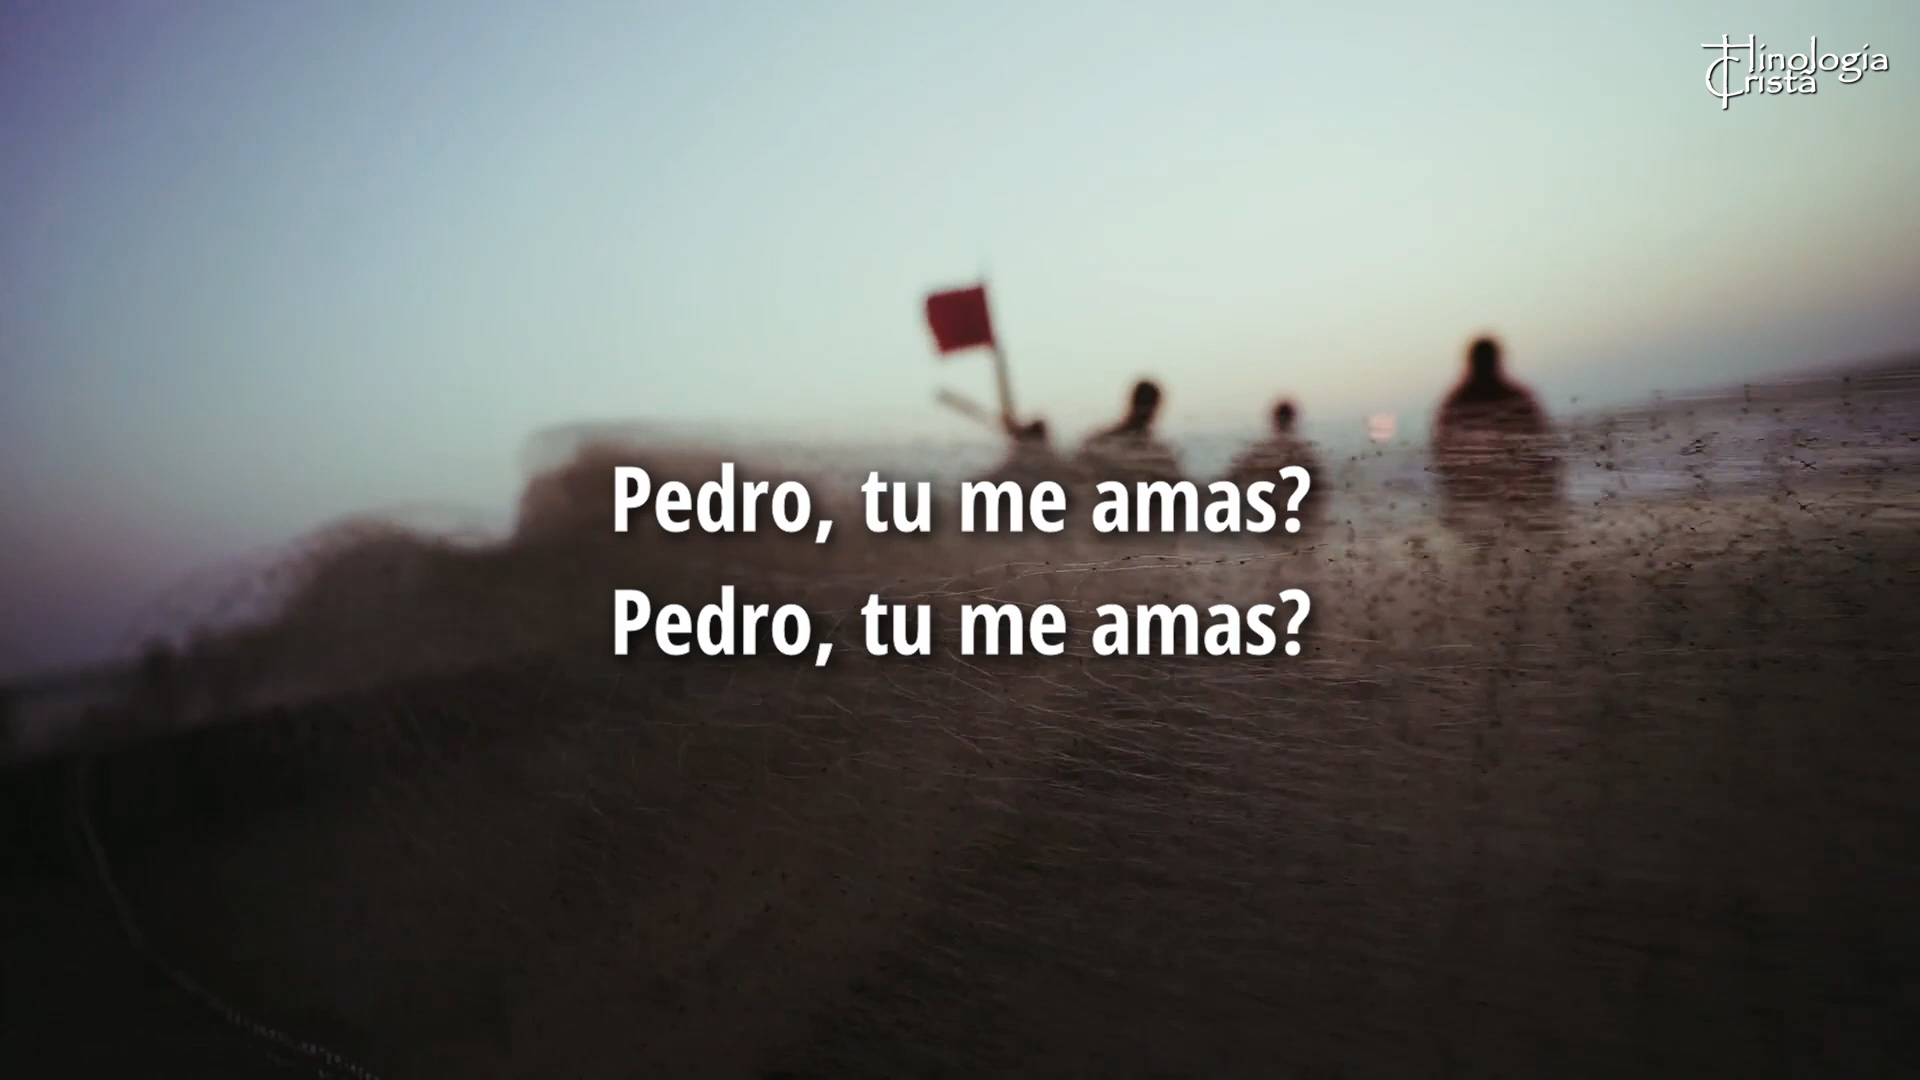 Hinologia
Cristã
Pedro, tu me amas?
Pedro, tu me amas?